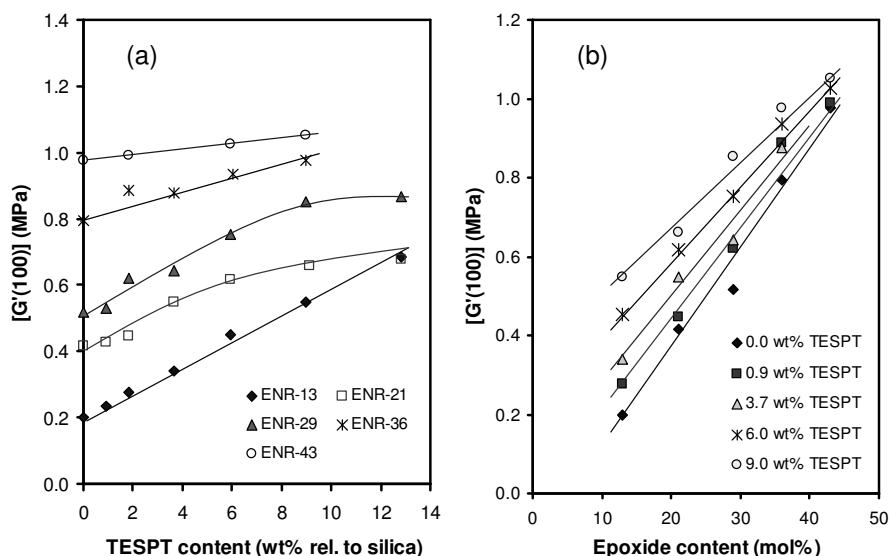 (a)
[G'(100)] (MPa)
1.4
1.2
1.0
0.8
0.6
0.4
0.2
0.0
ENR-13 ENR-21
ENR-29 ENR-36
ENR-43
0 2 4 6 8 10 12 14
TESPT content (wt% rel. to silica)
(b)
[G'(100)] (MPa)
1.2
1.0
0.8
0.6
0.4
0.2
0.0
0.0 wt% TESPT
0.9 wt% TESPT
3.7 wt% TESPT
6.0 wt% TESPT
9.0 wt% TESPT
0 10 20 30 40 50
Epoxide content (mol%)